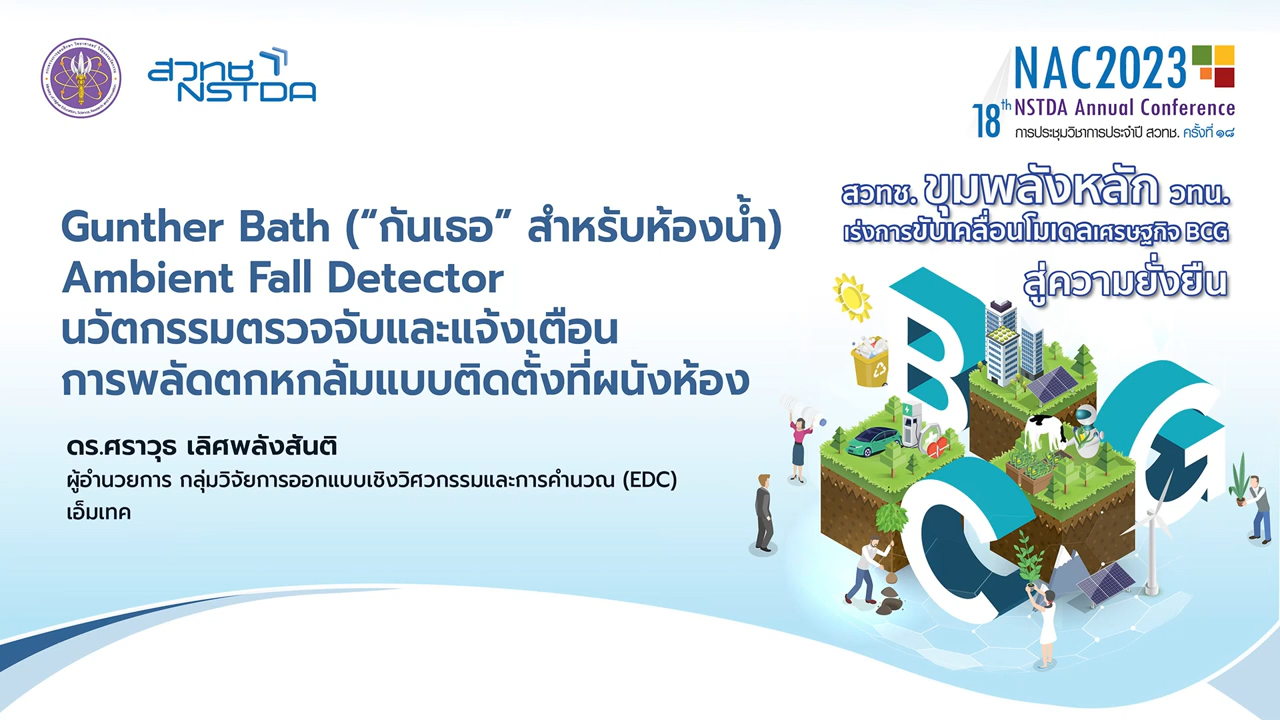 สวทช
NSTDA
NAC2023
18th NSTDA Annual Conference
การประชุมวิชาการประจำปี สวทช. ครั้งที่ ๑๘
สวทช. ขุมพลังหลัก วทน.
เร่งการขับเคลื่อนโมเดลเศรษฐกิจ BCG
สู่ความยั่งยืน
Gunther Bath (“กันเธอ” สำหรับห้องน้ำ)
Ambient Fall Detector
นวัตกรรมตรวจจับและแจ้งเตือน
การพลัดตกหกล้มแบบติดตั้งที่ผนังห้อง
ดร.ศราวุธ เลิศพลังสันติ
ผู้อำนวยการ กลุ่มวิจัยการออกแบบเชิงวิศวกรรมและการคำนวณ (EDC)
เอ็มเทค
BCG